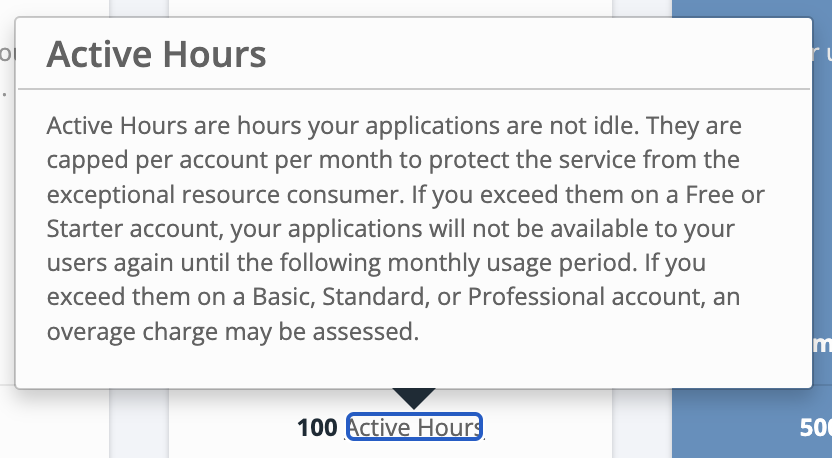 Active Hours
Active Hours are hours your applications are not idle. They are
capped per account per month to protect the service from the
exceptional resource consumer. If you exceed them on a Free or
Starter account, your applications will not be available to your
users again until the following monthly usage period. If you
exceed them on a Basic, Standard, or Professional account, an
overage charge may be assessed.
100 Active Hours